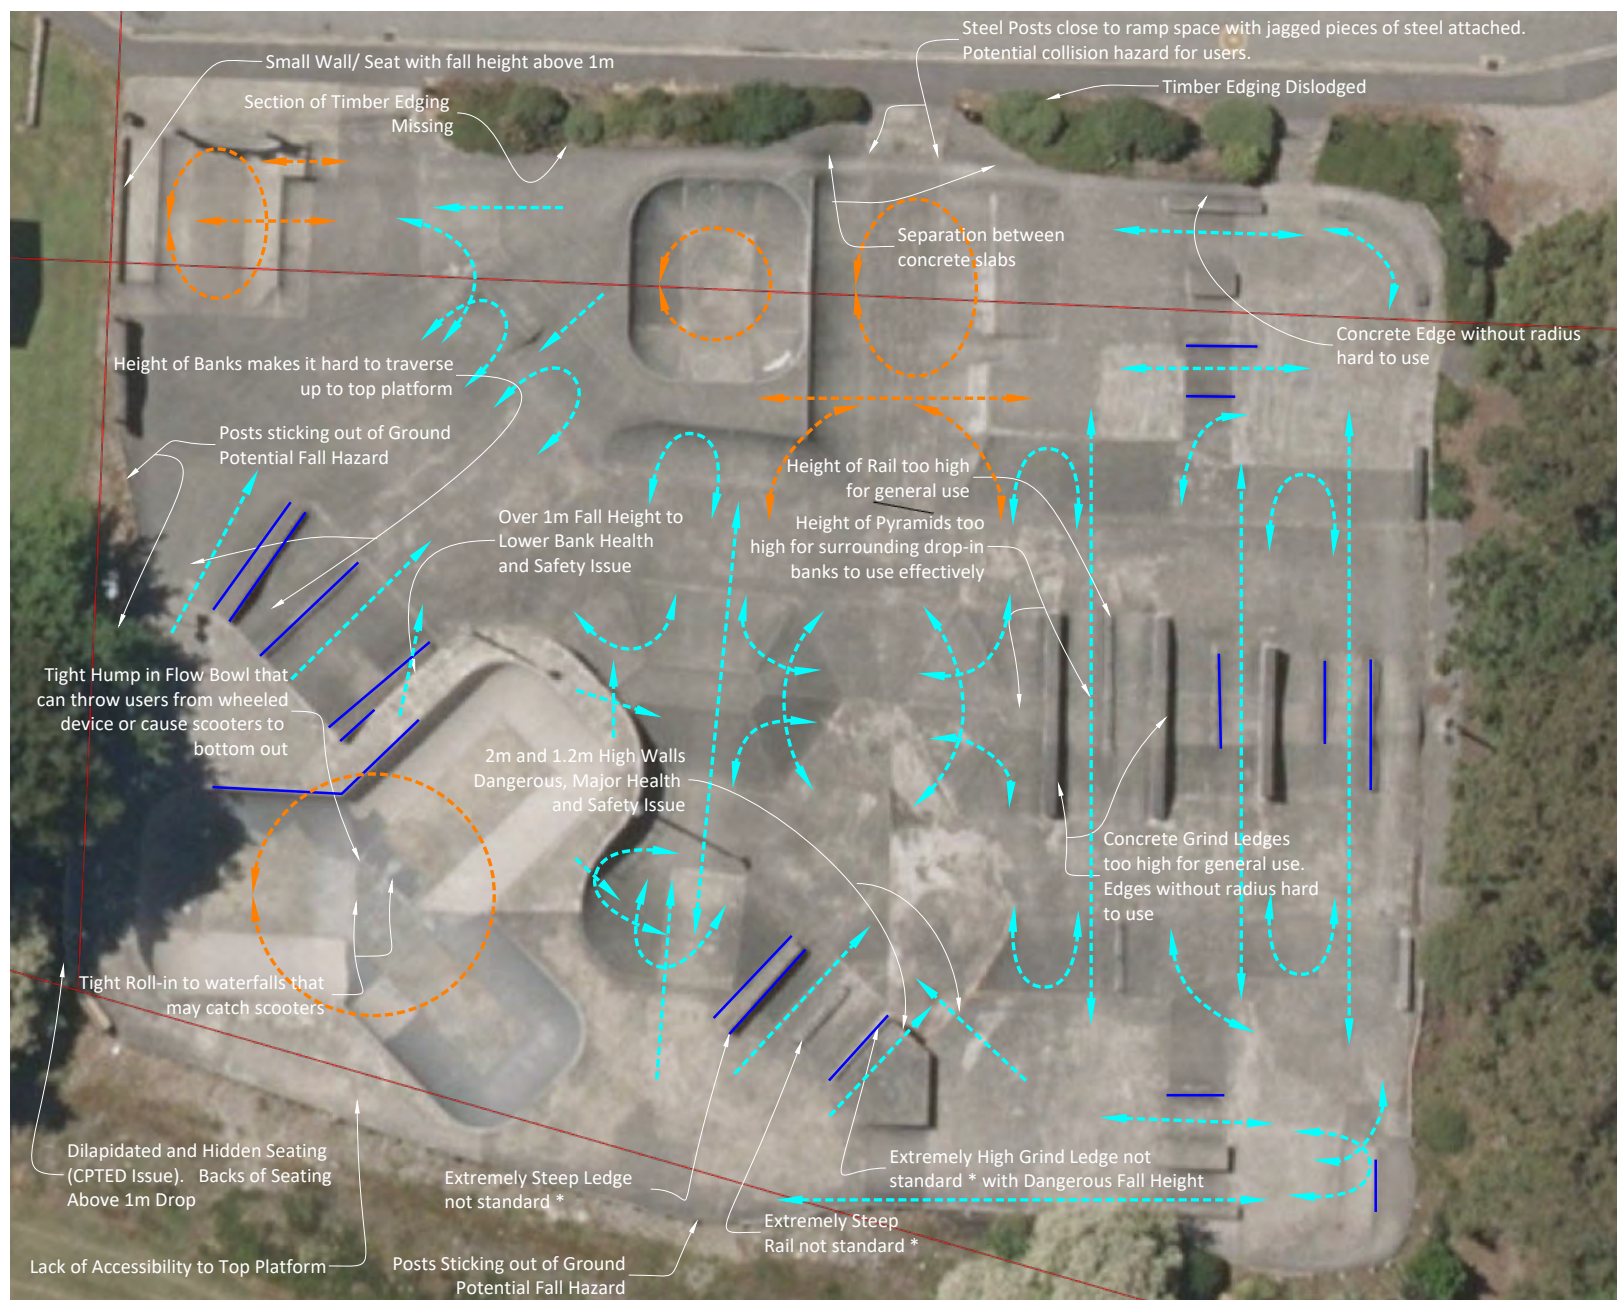 Steel Posts close to ramp space with jagged pieces of steel attached.
Potential collision hazard for users.
Small Wall/ Seat with fall height above 1m
Timber Edging Dislodged
Section of Timber Edging
Missing
Separation between
concrete slabs
Concrete Edge without radius
hard to use
Height of Banks makes it hard to traverse
up to top platform
Posts sticking out of Ground
Potential Fall Hazard
Height of Rail too high
for general use
Over 1m Fall Height to
Lower Bank Health
and Safety Issue
Height of Pyramids too
high for surrounding drop-in
banks to use effectively
Tight Hump in Flow Bowl that
can throw users from wheeled
device or cause scooters to
bottom out
2m and 1.2m High Walls
Dangerous, Major Health
and Safety Issue
Concrete Grind Ledges
too high for general use.
Edges without radius hard
to use
Tight Roll-in to waterfalls that
may catch scooters
Dilapidated and Hidden Seating
(CPTED Issue). Backs of Seating
Above 1m Drop
Extremely Steep Ledge
not standard *
Extremely High Grind Ledge not
standard * with Dangerous Fall Height
Extremely Steep
Rail not standard *
Lack of Accessibility to Top Platform
Posts Sticking out of Ground
Potential Fall Hazard